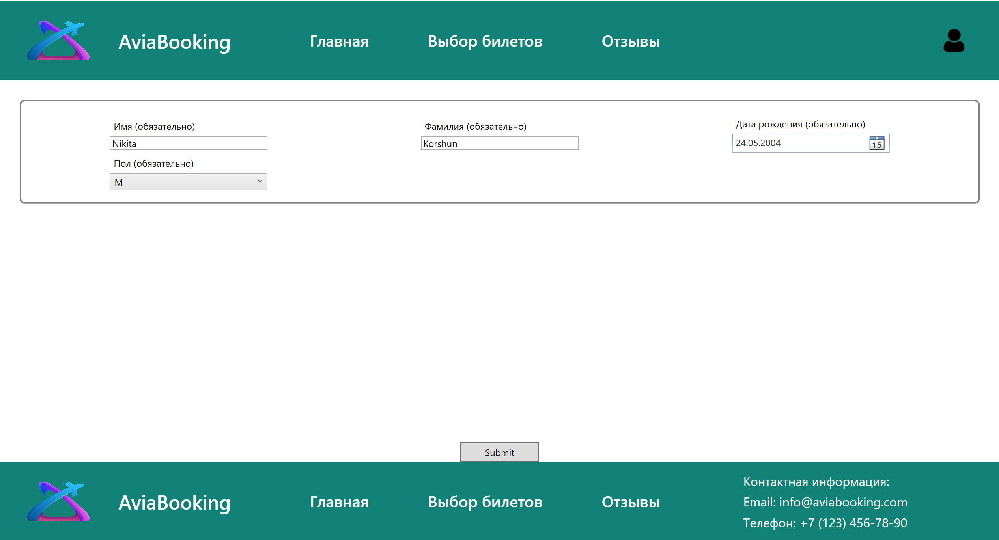 AviaBooking Главная Выбор билетов Отзывы
Имя (обязательно) Фамилия (обязательно) Дата рождения (обязательно)
Nikita Korshun 24.05.2004 15
Пол (обязательно)
М
Submit
AviaBooking Главная Выбор билетов Отзывы
Контактная информация:
Email: info@aviabooking.com
Телефон: +7 (123) 456-78-90